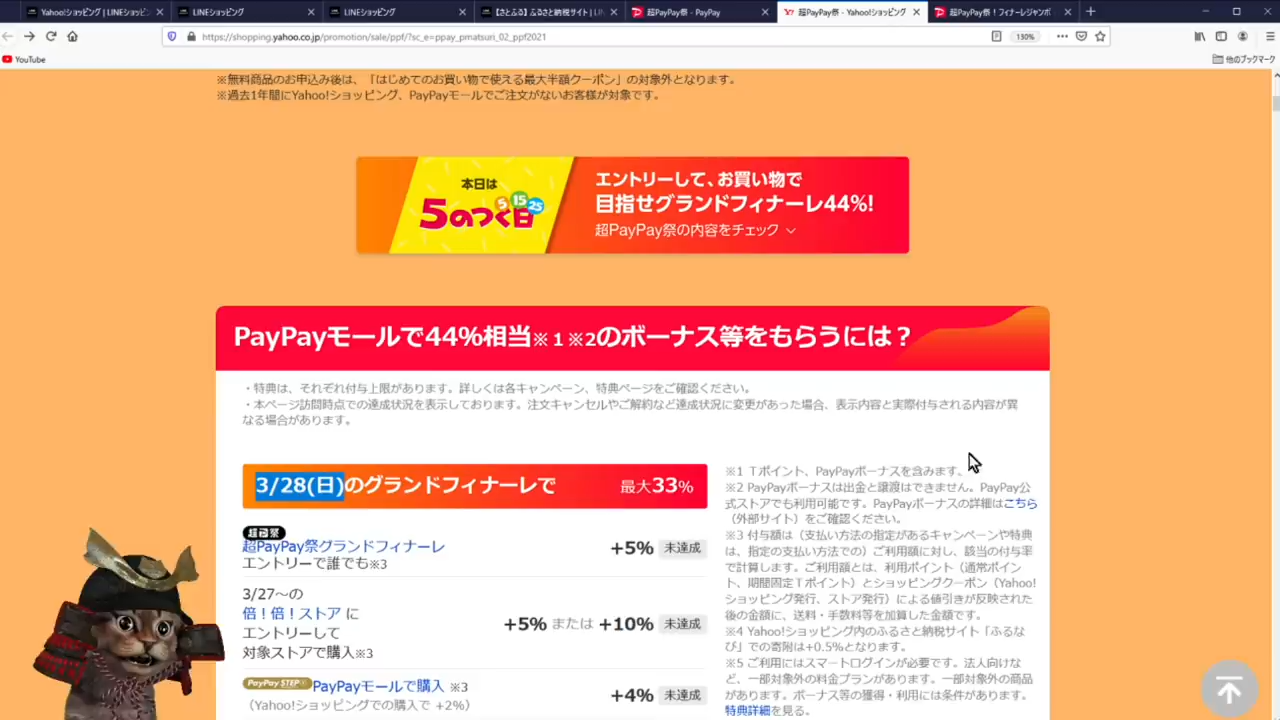 Yahoo!ショッピング | LINEショッピン
LINEショッピング
LINEショッピング
【さとふる】ふるさと納税サイト | LI
超PayPay祭 - PayPay
超PayPay祭 - Yahoo!ショッピング
超PayPay祭！フィナーレジャンボ
https://shopping.yahoo.co.jp/promotion/sale/ppf/?sc_e=ppay_pmatsuri_02_ppf2021
130%
YouTube
他のブックマーク
※無料商品のお申込み後は、「はじめてのお買い物で使える最大半額クーポン」の対象外となります。
※過去1年間にYahoo!ショッピング、PayPayモールでご注文がないお客様が対象です。
本日は
5のつく日
5 15 25
エントリーして、お買い物で
目指せグランドフィナーレ44%!
超PayPay祭の内容をチェック
PayPayモールで44%相当※１※2のボーナス等をもらうには？
・特典は、それぞれ付与上限があります。詳しくは各キャンペーン、特典ページをご確認ください。
・本ページ訪問時点での達成状況を表示しております。注文キャンセルやご解約など達成状況に変更があった場合、表示内容と実際付与される内容が異
なる場合があります。
3/28(日)のグランドフィナーレで
最大33%
超PayPay祭グランドフィナーレ
エントリーで誰でも※3
+5% 未達成
3/27～の
倍！倍！ストア に
エントリーして
対象ストアで購入※3
+5% または +10% 未達成
PayPay STEP PayPayモールで購入 ※3
（Yahoo!ショッピングでの購入で +2%）
+4% 未達成
※1 Ｔポイント、PayPayボーナスを含みます。
※2 PayPayボーナスは出金と譲渡はできません。PayPay公
式ストアでも利用可能です。PayPayボーナスの詳細はこちら
（外部サイト）をご確認ください。
※3 付与額は（支払い方法の指定があるキャンペーンや特典
は、指定の支払い方法での）ご利用額に対し、該当の付与率
で計算します。ご利用額とは、利用ポイント（通常ポイン
ト、期間固定Ｔポイント）とショッピングクーポン（Yahoo!
ショッピング発行、ストア発行）による値引きが反映された
後の金額に、送料・手数料等を加算した金額です。
※4 Yahoo!ショッピング内のふるさと納税サイト「ふるな
び」での寄附は+0.5%となります。
※5 ご利用にはスマートログインが必要です。法人向けな
ど、一部対象外の料金プランがあります。一部対象外の商品
があります。ボーナス等の獲得・利用には条件があります。
特典詳細を見る。